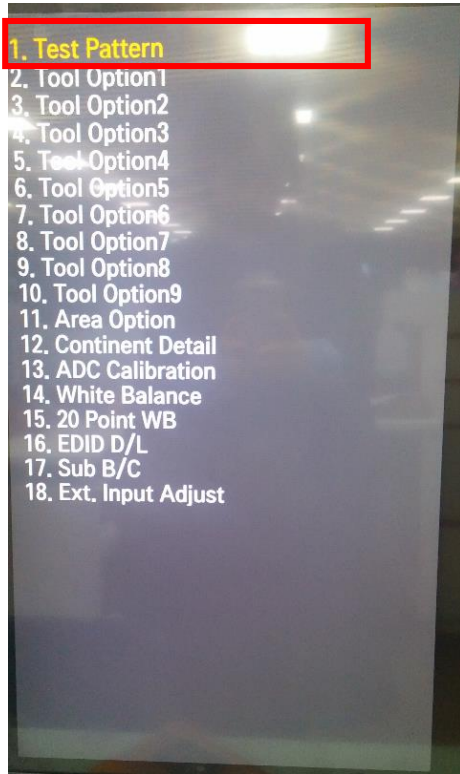 1. Test Pattern
2. Tool Option1
3. Tool Option2
4. Tool Option3
5. Tool Option4
6. Tool Option5
7. Tool Option6
8. Tool Option7
9. Tool Option8
10. Tool Option9
11. Area Option
12. Continent Detail
13. ADC Calibration
14. White Balance
15. 20 Point WB
16. EDID D/L
17. Sub B/C
18. Ext. Input Adjust